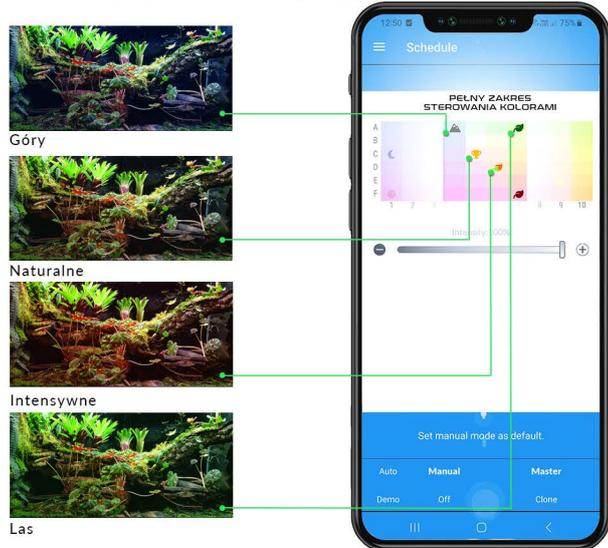 Góry
Naturalne
Intensywne
Las
12:50
75%
Schedule
PEŁNY ZAKRES
STEROWANIA KOLORAMI
A
B
C
D
E
F
1 2 3 8 9 10
Intensity:100%
Set manual mode as default.
Auto Manual Master
Demo Off Clone